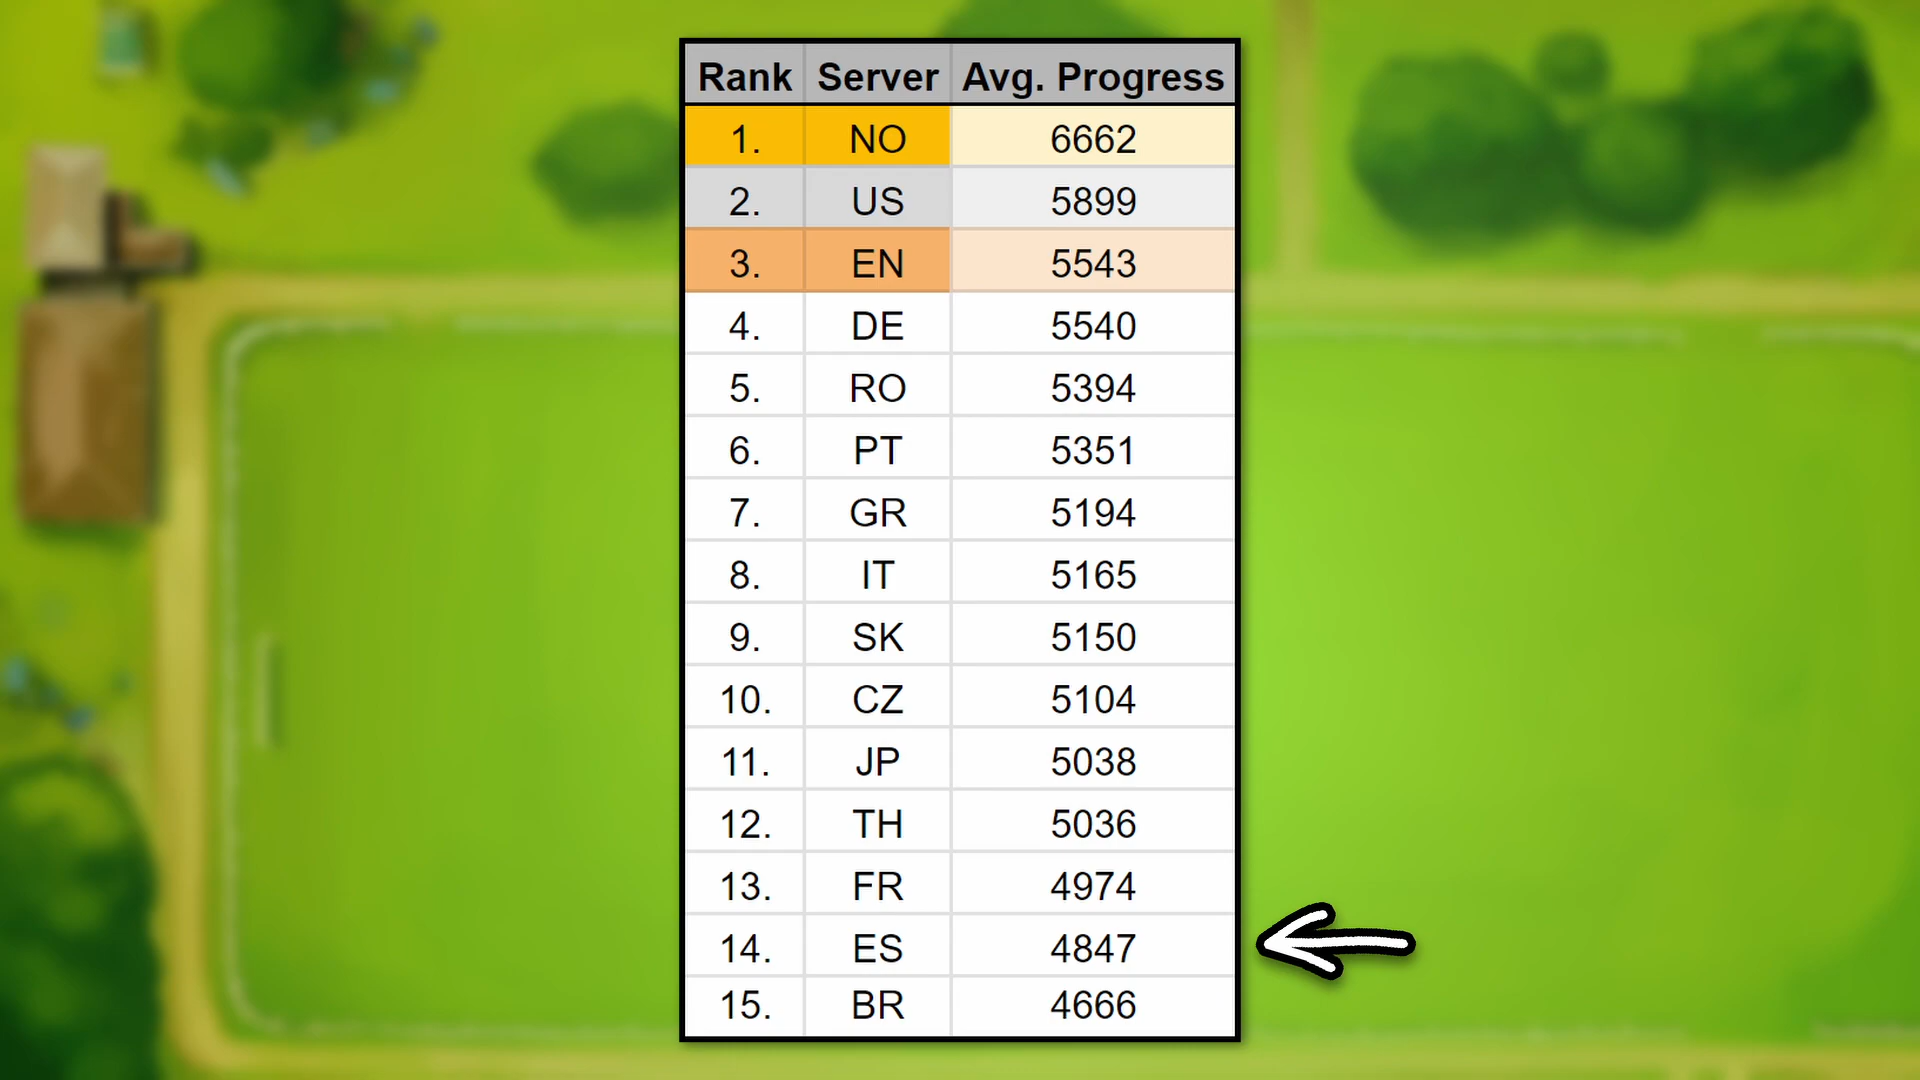 Rank Server Avg. Progress
1. NO 6662
2. US 5899
3. EN 5543
4. DE 5540
5. RO 5394
6. PT 5351
7. GR 5194
8. IT 5165
9. SK 5150
10. CZ 5104
11. JP 5038
12. TH 5036
13. FR 4974
14. ES 4847
15. BR 4666